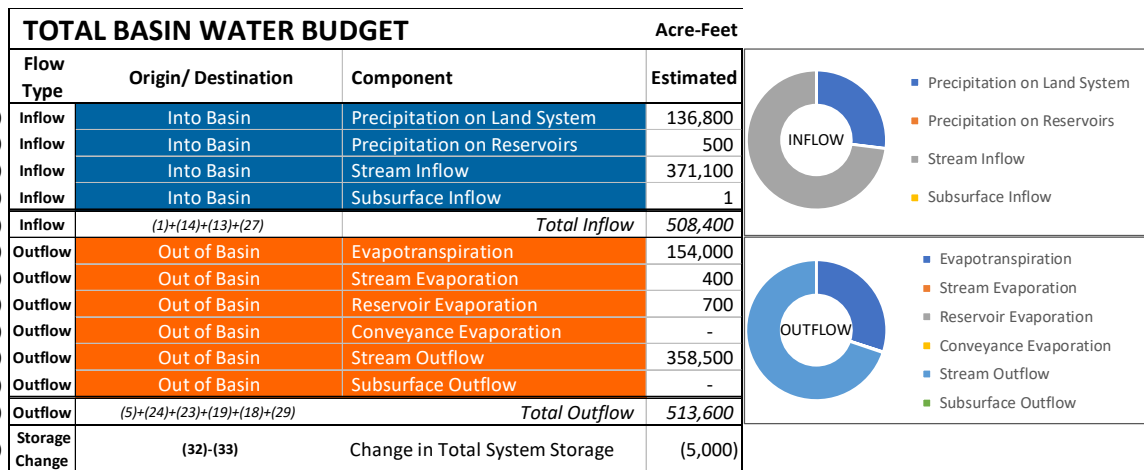 TOTAL BASIN WATER BUDGET Acre-Feet
Flow Type Origin/ Destination Component Estimated
) Inflow Into Basin Precipitation on Land System 136,800
) Inflow Into Basin Precipitation on Reservoirs 500
) Inflow Into Basin Stream Inflow 371,100
) Inflow Into Basin Subsurface Inflow 1
) Inflow (1)+(14)+(13)+(27) Total Inflow 508,400
) Outflow Out of Basin Evapotranspiration 154,000
) Outflow Out of Basin Stream Evaporation 400
) Outflow Out of Basin Reservoir Evaporation 700
) Outflow Out of Basin Conveyance Evaporation -
) Outflow Out of Basin Stream Outflow 358,500
) Outflow Out of Basin Subsurface Outflow -
) Outflow (5)+(24)+(23)+(19)+(18)+(29) Total Outflow 513,600
) Storage Change (32)-(33) Change in Total System Storage (5,000)
INFLOW
Precipitation on Land System
Precipitation on Reservoirs
Stream Inflow
Subsurface Inflow
OUTFLOW
Evapotranspiration
Stream Evaporation
Reservoir Evaporation
Conveyance Evaporation
Stream Outflow
Subsurface Outflow